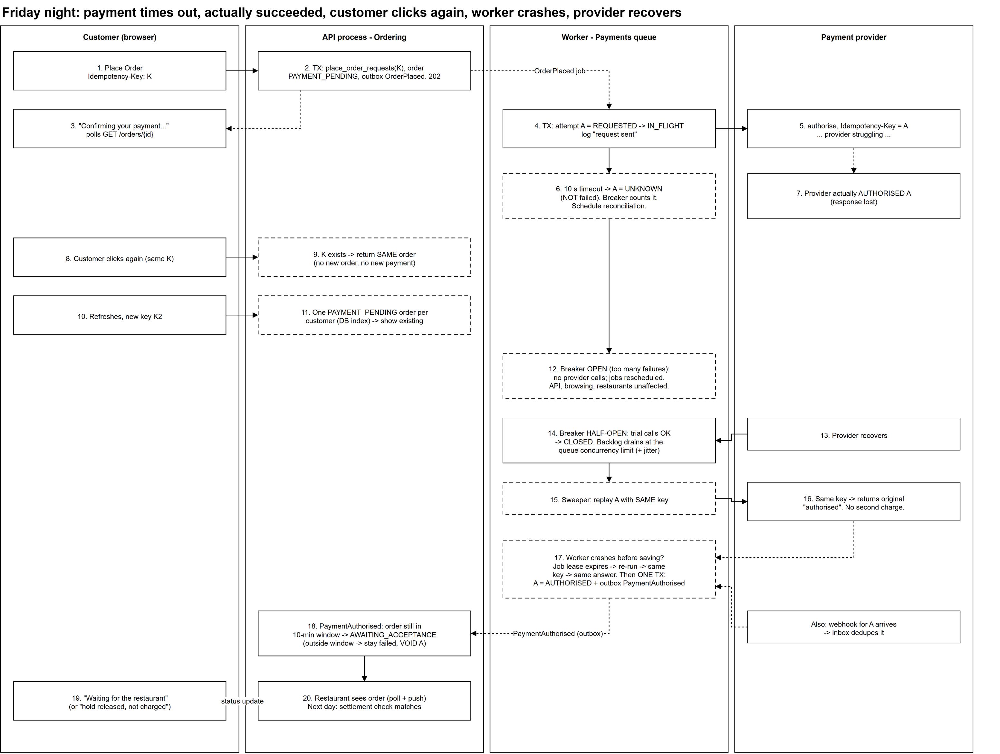 Friday night: payment times out, actually succeeded, customer clicks again, worker crashes, provider recovers
Customer (browser)
API process - Ordering
Worker - Payments queue
Payment provider
1. Place Order
Idempotency-Key: K
2. TX: place_order_requests(K), order
PAYMENT_PENDING, outbox OrderPlaced. 202
OrderPlaced job
3. "Confirming your payment..."
polls GET /orders/{id}
4. TX: attempt A = REQUESTED -> IN_FLIGHT
log "request sent"
5. authorise, Idempotency-Key = A
... provider struggling ...
6. 10 s timeout -> A = UNKNOWN
(NOT failed). Breaker counts it.
Schedule reconciliation.
7. Provider actually AUTHORISED A
(response lost)
8. Customer clicks again (same K)
9. K exists -> return SAME order
(no new order, no new payment)
10. Refreshes, new key K2
11. One PAYMENT_PENDING order per
customer (DB index) -> show existing
12. Breaker OPEN (too many failures):
no provider calls; jobs rescheduled.
API, browsing, restaurants unaffected.
14. Breaker HALF-OPEN: trial calls OK
-> CLOSED. Backlog drains at the
queue concurrency limit (+ jitter)
13. Provider recovers
15. Sweeper: replay A with SAME key
16. Same key -> returns original
"authorised". No second charge.
17. Worker crashes before saving?
Job lease expires -> re-run -> same
key -> same answer. Then ONE TX:
A = AUTHORISED + outbox PaymentAuthorised
18. PaymentAuthorised: order still in
10-min window -> AWAITING_ACCEPTANCE
(outside window -> stay failed, VOID A)
PaymentAuthorised (outbox)
Also: webhook for A arrives
-> inbox dedupes it
19. "Waiting for the restaurant"
(or "hold released, not charged")
status update
20. Restaurant sees order (poll + push)
Next day: settlement check matches